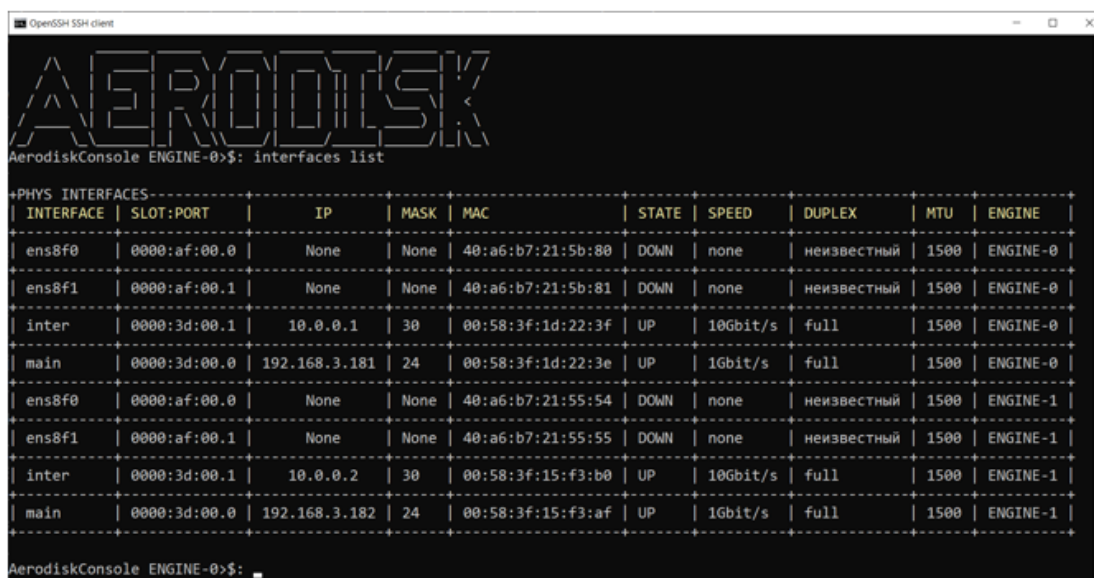 OpenSSH SSH client
AERODISK
AerodiskConsole ENGINE-0>$: interfaces list
+PHYS INTERFACES-----------+----------------+------+--------------------+-------+-----------+-------------+------+----------+
| INTERFACE | SLOT:PORT | IP | MASK | MAC | STATE | SPEED | DUPLEX | MTU | ENGINE |
| ens8f0 | 0000:af:00.0 | None | None | 40:a6:b7:21:5b:80 | DOWN | none | неизвестный | 1500 | ENGINE-0 |
| ens8f1 | 0000:af:00.1 | None | None | 40:a6:b7:21:5b:81 | DOWN | none | неизвестный | 1500 | ENGINE-0 |
| inter | 0000:3d:00.1 | 10.0.0.1 | 30 | 00:58:3f:1d:22:3f | UP | 10Gbit/s | full | 1500 | ENGINE-0 |
| main | 0000:3d:00.0 | 192.168.3.181 | 24 | 00:58:3f:1d:22:3e | UP | 1Gbit/s | full | 1500 | ENGINE-0 |
| ens8f0 | 0000:af:00.0 | None | None | 40:a6:b7:21:55:54 | DOWN | none | неизвестный | 1500 | ENGINE-1 |
| ens8f1 | 0000:af:00.1 | None | None | 40:a6:b7:21:55:55 | DOWN | none | неизвестный | 1500 | ENGINE-1 |
| inter | 0000:3d:00.1 | 10.0.0.2 | 30 | 00:58:3f:15:f3:b0 | UP | 10Gbit/s | full | 1500 | ENGINE-1 |
| main | 0000:3d:00.0 | 192.168.3.182 | 24 | 00:58:3f:15:f3:af | UP | 1Gbit/s | full | 1500 | ENGINE-1 |
AerodiskConsole ENGINE-0>$: _